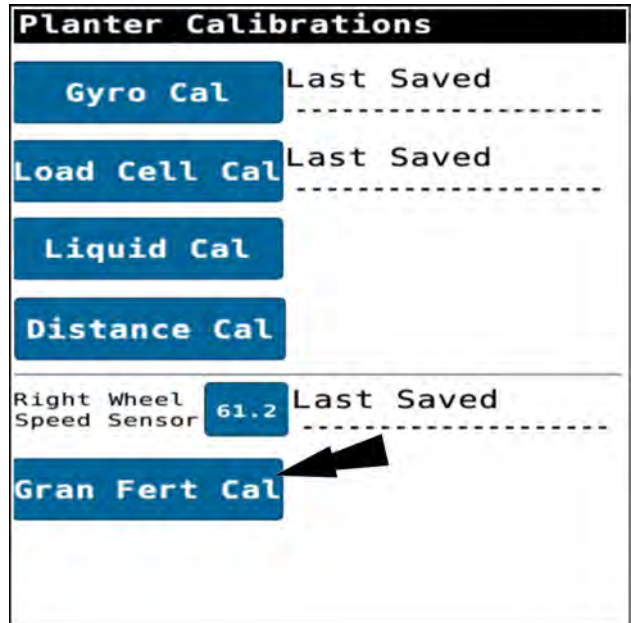 Planter Calibrations
Gyro Cal
Last Saved
-------------------
Load Cell Cal
Last Saved
-------------------
Liquid Cal
Distance Cal
Right Wheel
Speed Sensor
61.2
Last Saved
-------------------
Gran Fert Cal